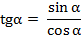 tgα = sin α / cos α